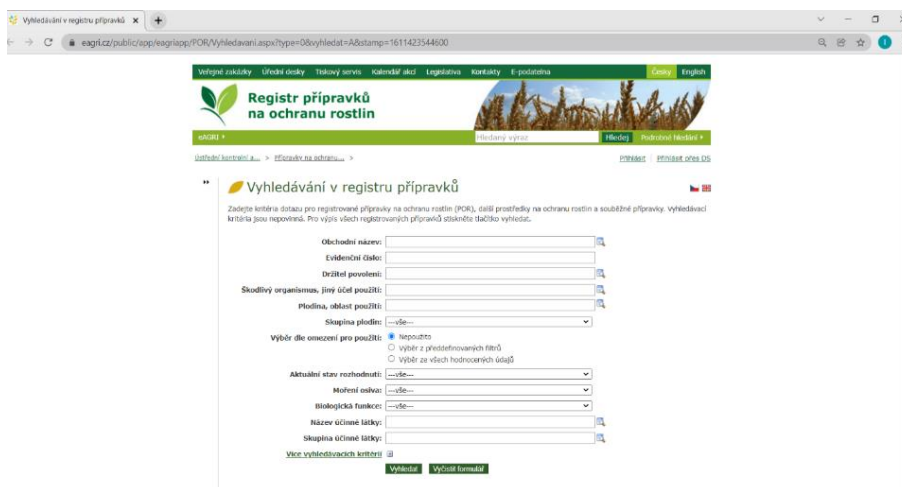 Vyhledávání v registru přípravků
eagri.cz/public/app/eagriapp/POR/Vyhledavani.aspx?type=0&vyhledat=A&stamp=1611423544600
Veřejné zakázky Úřední desky Tiskový servis Kalendář akcí Legislativa Kontakty E-podatelna Česky English
Registr přípravků
na ochranu rostlin
eAGRI Hledaný výraz Hledej Podrobné hledání
Ústřední kontrolní a... > Přípravky na ochranu... > Přihlásit Přihlásit přes DS
Vyhledávání v registru přípravků
Zadejte kritéria dotazu pro registrované přípravky na ochranu rostlin (POR), další prostředky na ochranu rostlin a souběžné přípravky. Vyhledávací
kritéria jsou nepovinná. Pro výpis všech registrovaných přípravků stiskněte tlačítko vyhledat.
Obchodní název:
Evidenční číslo:
Držitel povolení:
Škodlivý organismus, jiný účel použití:
Plodina, oblast použití:
Skupina plodin: ---vše---
Výběr dle omezení pro použití: Nepoužito
Výběr z předdefinovaných filtrů
Výběr za všech hodnocených údajů
Aktuální stav rozhodnutí: ---vše---
Moření osiva: ---vše---
Biologická funkce: ---vše---
Název účinné látky:
Skupina účinné látky:
Více vyhledávacích kritérií
Vyhledat Vyčistit formulář